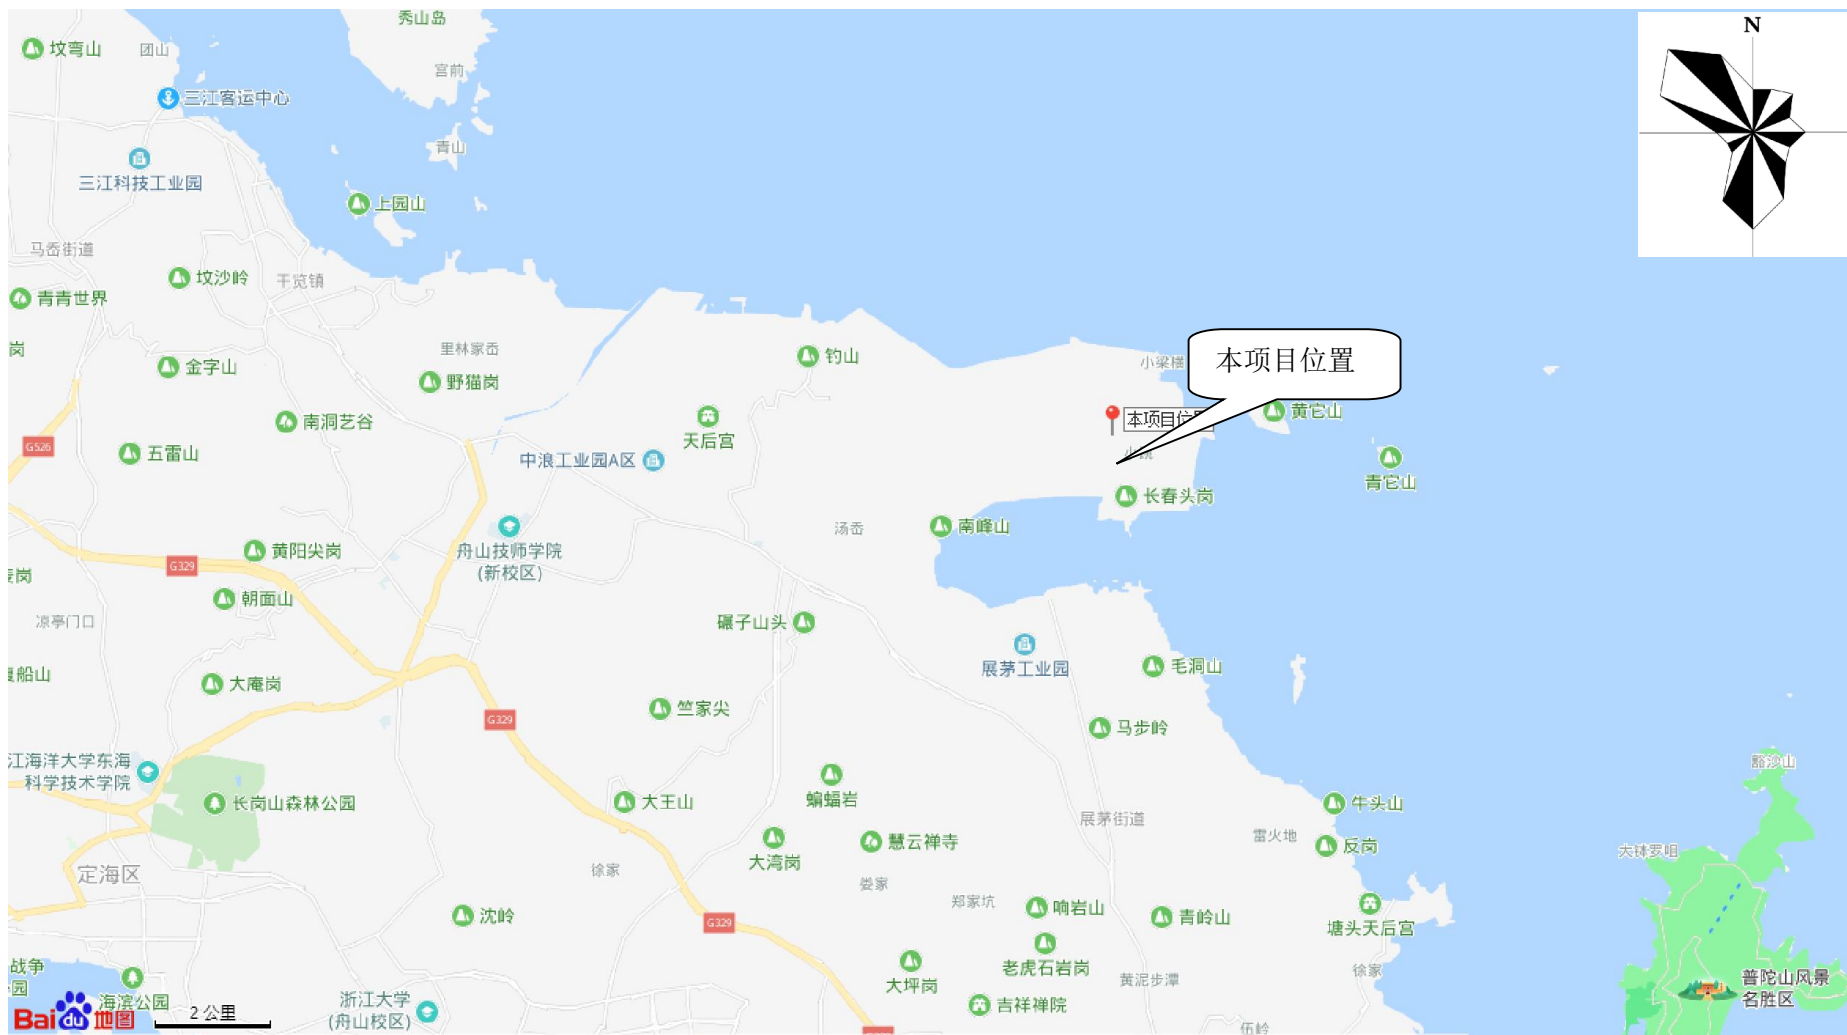 秀山岛
N
坟弯山
团山
宫前
三江客运中心
青山
三江科技工业园
上园山
马岙街道
坟沙岭
干览镇
青青世界
岗
里林家岙
钓山
小梁横
本项目位置
金字山
野猫岗
南洞艺谷
天后宫
本项目位
黄它山
G526
五雷山
中浪工业园A区
青它山
长春头岗
南峰山
汤岙
舟山技师学院
(新校区)
黄阳尖岗
G329
岗
朝面山
凉亭门口
碾子山头
展茅工业园
毛洞山
船山
大庵岗
竺家尖
G329
马步岭
江海洋大学东海
科学技术学院
豁沙山
长岗山森林公园
大王山
蝙蝠岩
牛头山
展茅街道
雷火地
反岗
大湾岗
慧云禅寺
大钵罗咀
定海区
徐家
娄家
郑家坑
响岩山
沈岭
G329
青岭山
塘头天后宫
战争
园
老虎石岩岗
大坪岗
黄泥步潭
徐家
普陀山风景
名胜区
海滨公园
浙江大学
(舟山校区)
吉祥禅院
伍岭
Bai du 地图
2 公里